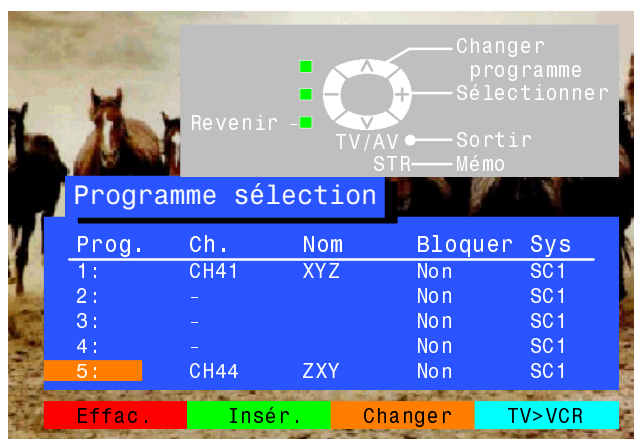 Changer
programme
Sélectionner
Revenir
TV/AV
Sortir
STR
Mémo
Programme sélection
Prog. Ch. Nom Bloquer Sys
1: CH41 XYZ Non SC1
2: - Non SC1
3: - Non SC1
4: - Non SC1
5: CH44 ZXY Non SC1
Effac. Insér. Changer TV>VCR